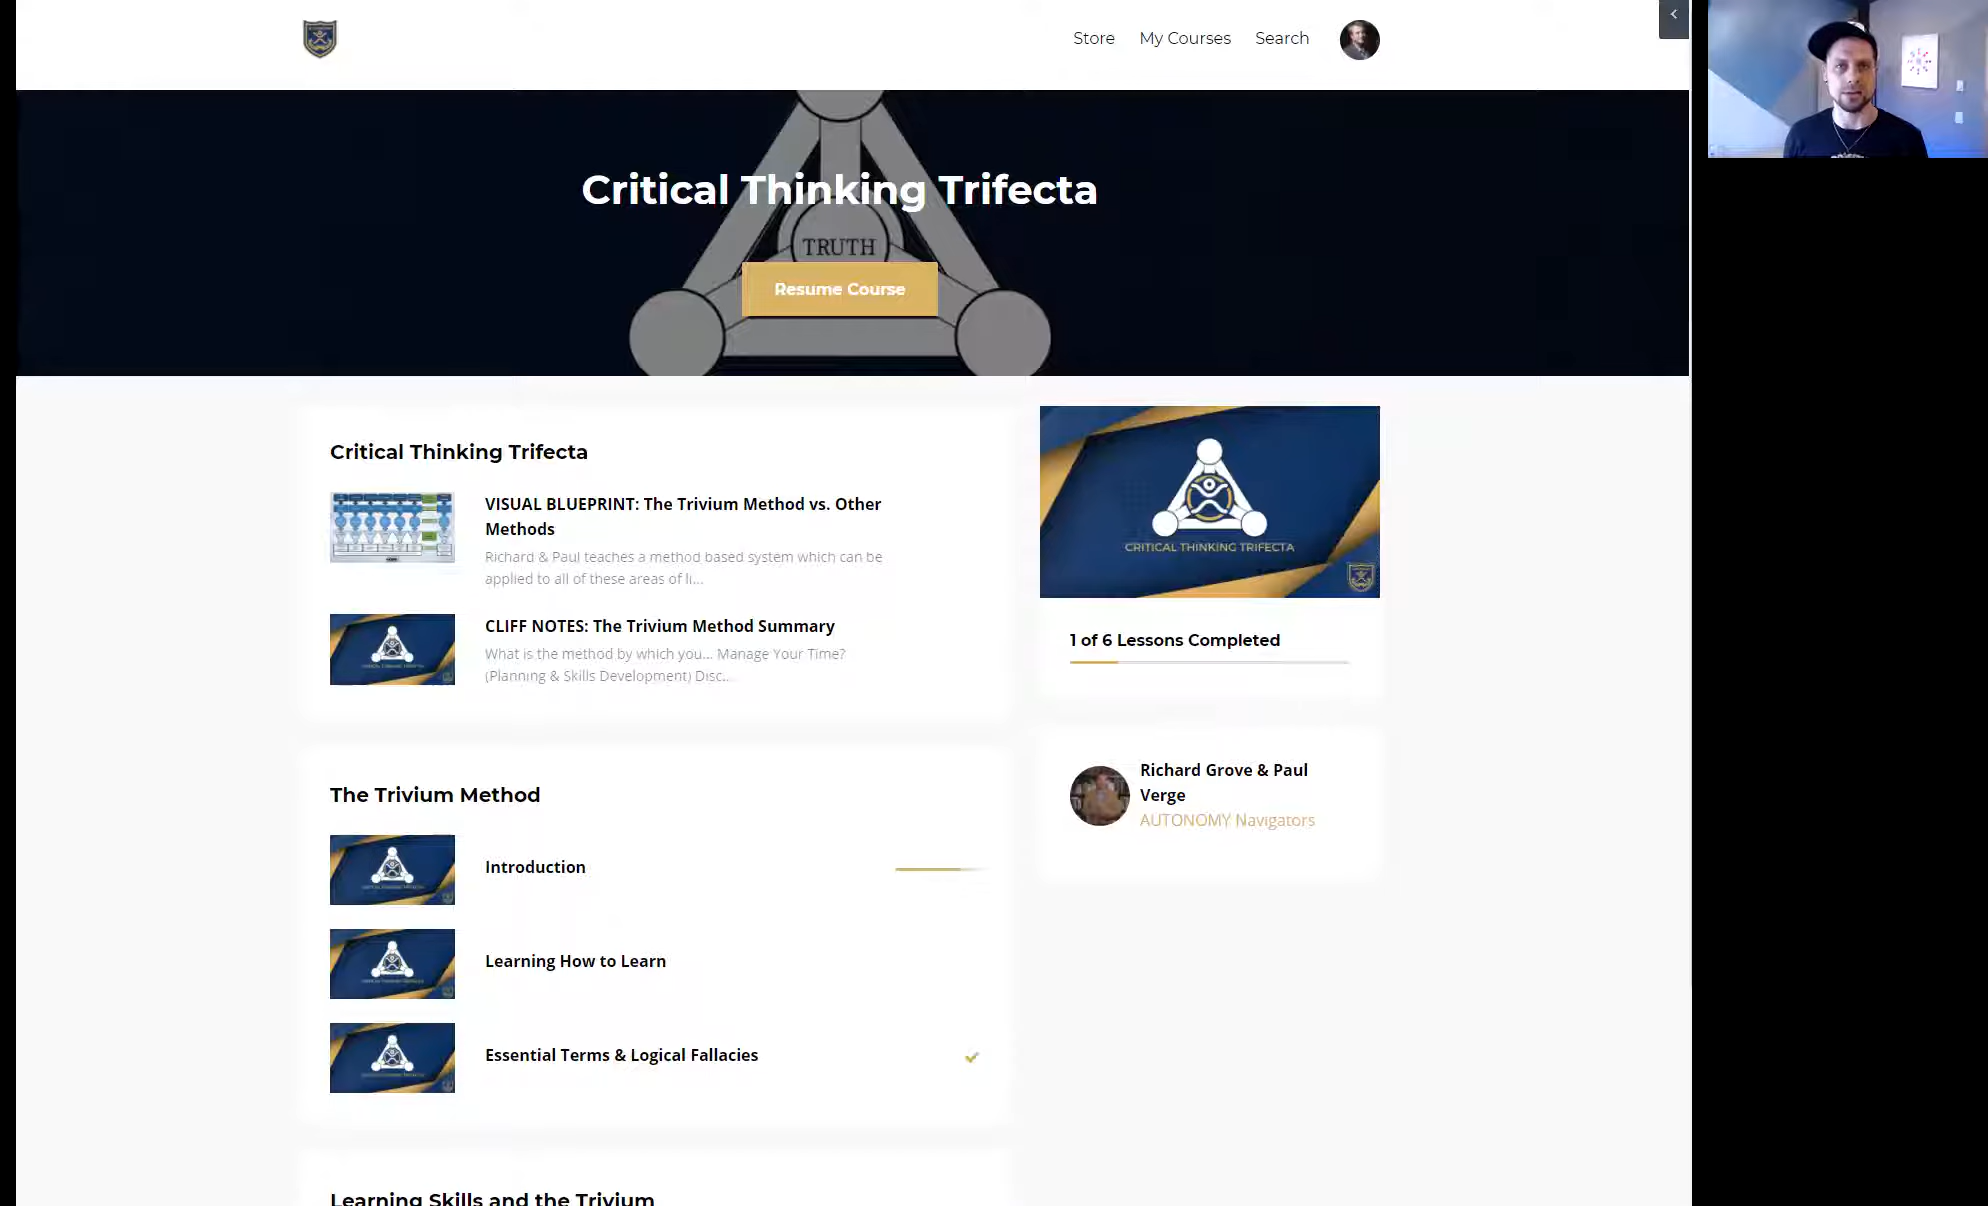 Store My Courses Search
Critical Thinking Trifecta
TRUTH
Resume Course
Critical Thinking Trifecta
VISUAL BLUEPRINT: The Trivium Method vs. Other
Methods
Richard & Paul teaches a method based system which can be
applied to all of these areas of li...
CLIFF NOTES: The Trivium Method Summary
What is the method by which you... Manage Your Time?
(Planning & Skills Development) Disc...
CRITICAL THINKING TRIFECTA
1 of 6 Lessons Completed
Richard Grove & Paul
Verge
AUTONOMY Navigators
The Trivium Method
Introduction
Learning How to Learn
Essential Terms & Logical Fallacies
Learning Skills and the Trivium